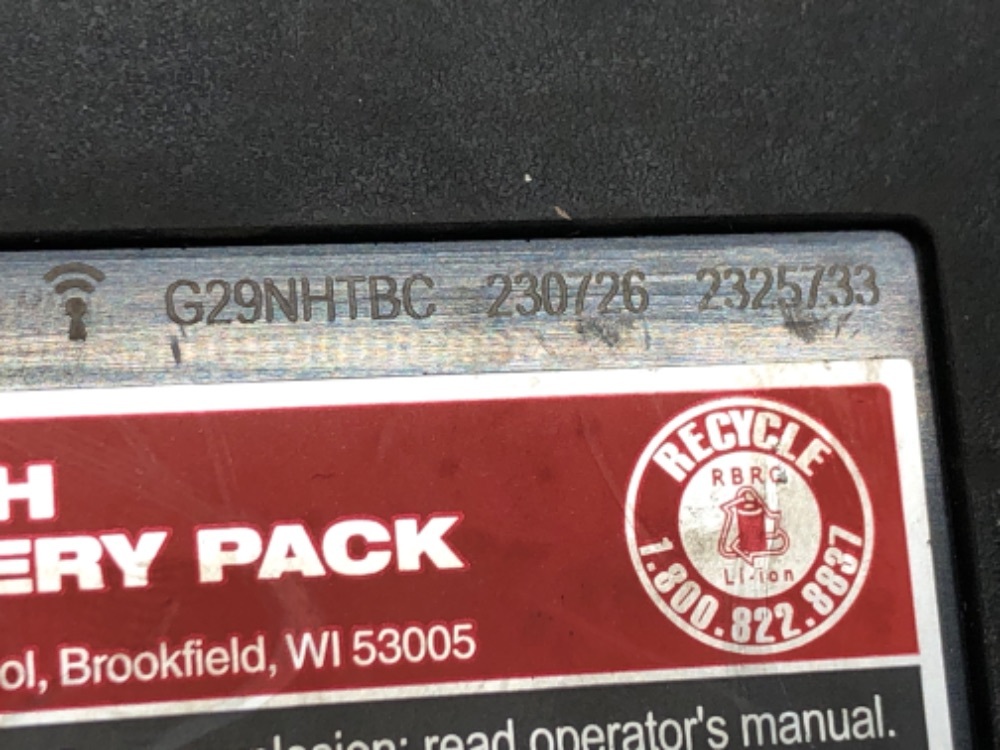 G29NHTBC 230726 2325733
H
ERY PACK
ol, Brookfield, WI 53005
RECYCLE
RBRC
Li-ion
1.800.822.8837
plosion; read operator's manual.